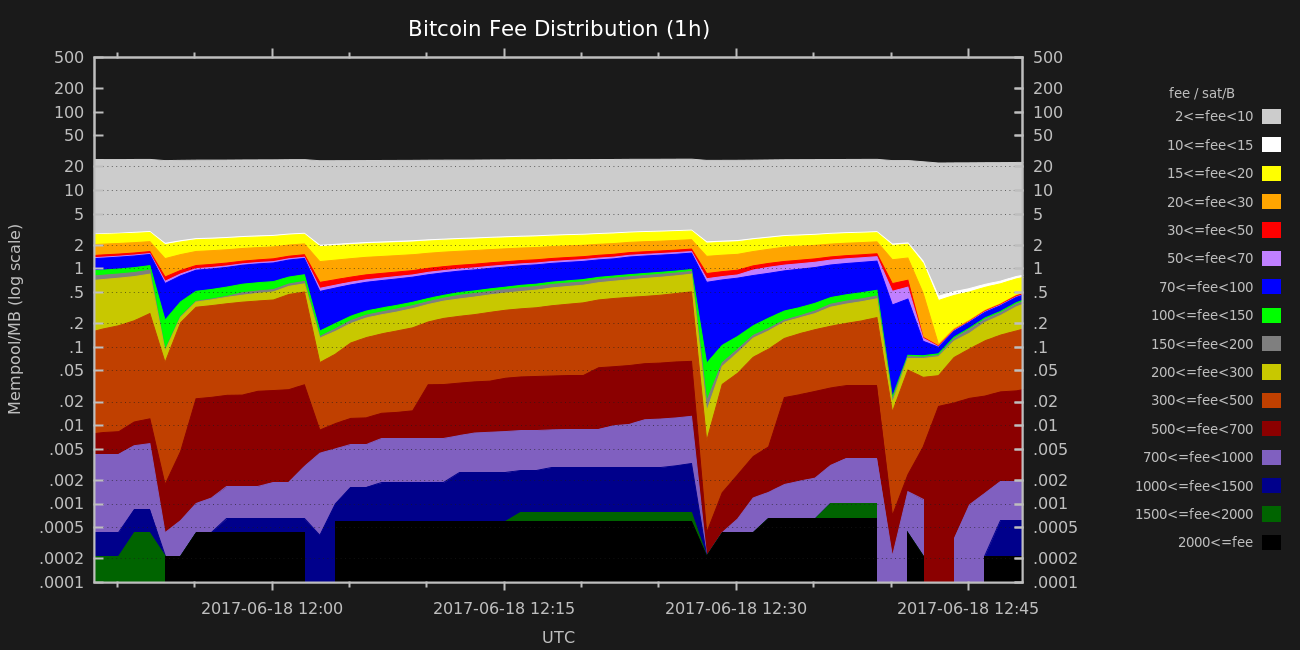 Bitcoin Fee Distribution (1h)
Mempool/MB (log scale)
500
200
100
50
20
10
5
2
1
.5
.2
.1
.05
.02
.01
.005
.002
.001
.0005
.0002
.0001
500
200
100
50
20
10
5
2
1
.5
.2
.1
.05
.02
.01
.005
.002
.001
.0005
.0002
.0001
fee / sat/B
2<=fee<10
10<=fee<15
15<=fee<20
20<=fee<30
30<=fee<50
50<=fee<70
70<=fee<100
100<=fee<150
150<=fee<200
200<=fee<300
300<=fee<500
500<=fee<700
700<=fee<1000
1000<=fee<1500
1500<=fee<2000
2000<=fee
2017-06-18 12:00
2017-06-18 12:15
2017-06-18 12:30
2017-06-18 12:45
UTC